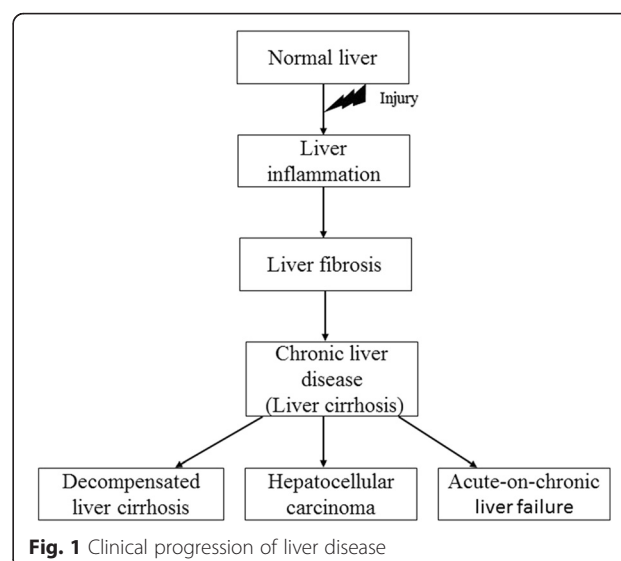 Normal liver
Injury
Liver
inflammation
Liver fibrosis
Chronic liver
disease
(Liver cirrhosis)
Decompensated
liver cirrhosis
Hepatocellular
carcinoma
Acute-on-chronic
liver failure
Fig. 1 Clinical progression of liver disease